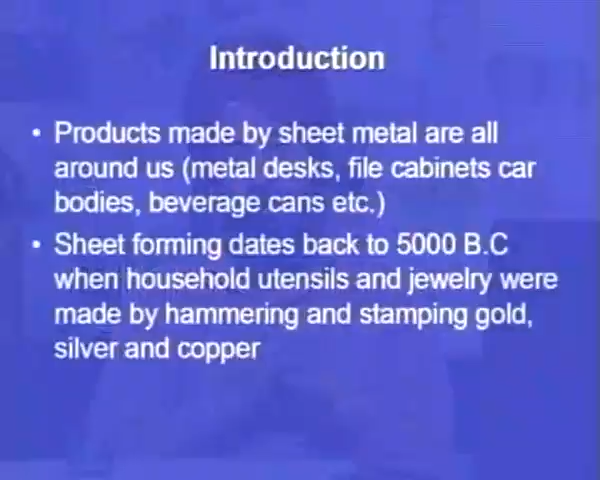 Introduction
• Products made by sheet metal are all
around us (metal desks, file cabinets car
bodies, beverage cans etc.)
• Sheet forming dates back to 5000 B.C
when household utensils and jewelry were
made by hammering and stamping gold,
silver and copper